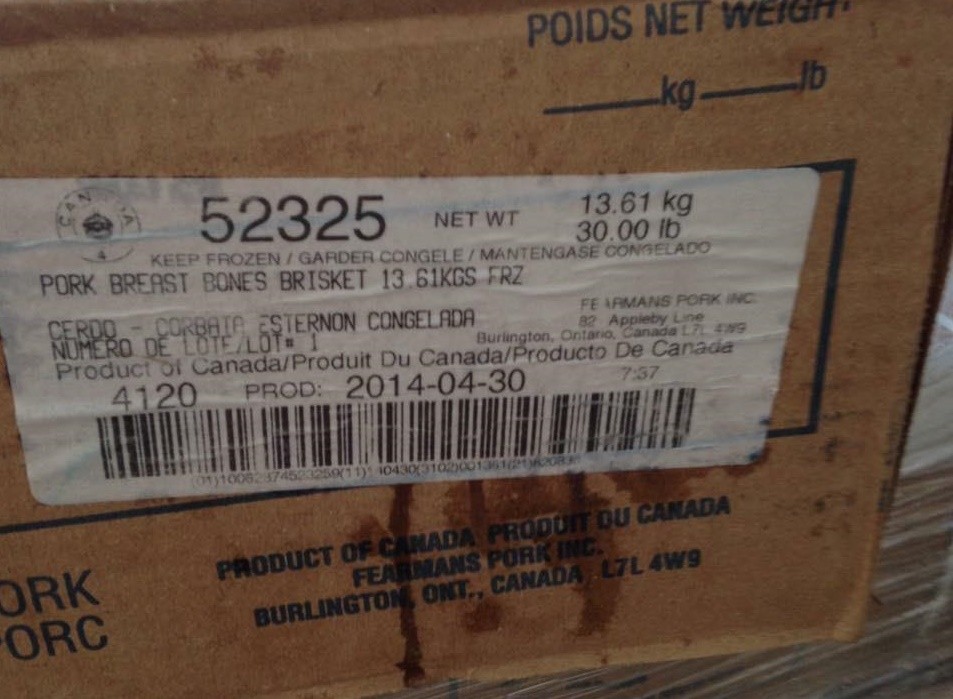 POIDS NET WEIGHT
kg lb
52325 NET WT 13.61 kg
30.00 lb
KEEP FROZEN / GARDER CONGELE / MANTENGASE CONGELADO
PORK BREAST BONES BRISKET 13.61KGS FRZ
FEARMANS PORK INC.
CERDO - ESTERNON CONGELADA
82 Appleby Line
NUMERO DE LOTE/LOT# 1
Burlington, Ontario, Canada L7L 4W9
Product of Canada/Produit Du Canada/Producto De Canada
4120 PROD: 2014-04-30 7:37
PRODUCT OF CANADA PRODUIT DU CANADA
FEARMANS PORK INC.
BURLINGTON, ONT., CANADA L7L 4W9
ORK
PORC